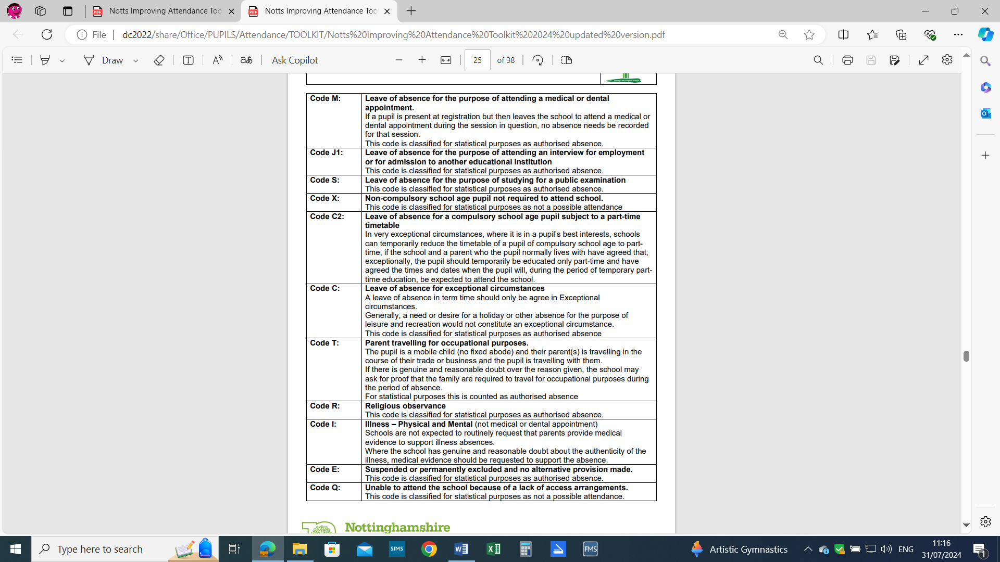 Notts Improving Attendance Too
Notts Improving Attendance Too
File
dc2022/share/Office/PUPILS/Attendance/TOOLKIT/Notts%20Improving%20Attendance%20Toolkit%202024%20updated%20version.pdf
Draw
Ask Copilot
25 of 38
Code M: Leave of absence for the purpose of attending a medical or dental
appointment.
If a pupil is present at registration but then leaves the school to attend a medical or
dental appointment during the session in question, no absence needs be recorded
for that session.
This code is classified for statistical purposes as authorised absence.
Code J1: Leave of absence for the purpose of attending an interview for employment
or for admission to another educational institution
This code is classified for statistical purposes as authorised absence.
Code S: Leave of absence for the purpose of studying for a public examination
This code is classified for statistical purposes as authorised absence.
Code X: Non-compulsory school age pupil not required to attend school.
This code is classified for statistical purposes as not a possible attendance
Code C2: Leave of absence for a compulsory school age pupil subject to a part-time
timetable
In very exceptional circumstances, where it is in a pupil's best interests, schools
can temporarily reduce the timetable of a pupil of compulsory school age to part-
time, if the school and a parent who the pupil normally lives with have agreed that,
exceptionally, the pupil should temporarily be educated only part-time and have
agreed the times and dates when the pupil will, during the period of temporary part-
time education, be expected to attend the school.
Code C: Leave of absence for exceptional circumstances
A leave of absence in term time should only be agree in Exceptional
circumstances.
Generally, a need or desire for a holiday or other absence for the purpose of
leisure and recreation would not constitute an exceptional circumstance.
This code is classified for statistical purposes as authorised absence
Code T: Parent travelling for occupational purposes.
The pupil is a mobile child (no fixed abode) and their parent(s) is travelling in the
course of their trade or business and the pupil is travelling with them.
If there is genuine and reasonable doubt over the reason given, the school may
ask for proof that the family are required to travel for occupational purposes during
the period of absence.
For statistical purposes this is counted as authorised absence
Code R: Religious observance
This code is classified for statistical purposes as authorised absence.
Code I: Illness – Physical and Mental (not medical or dental appointment)
Schools are not expected to routinely request that parents provide medical
evidence to support illness absences.
Where the school has genuine and reasonable doubt about the authenticity of the
illness, medical evidence should be requested to support the absence.
Code E: Suspended or permanently excluded and no alternative provision made.
This code is classified for statistical purposes as authorised absence.
Code Q: Unable to attend the school because of a lack of access arrangements.
This code is classified for statistical purposes as not a possible attendance.
Nottinghamshire
Type here to search
SIMS
FMS
Artistic Gymnastics
ENG
11:16
31/07/2024
1